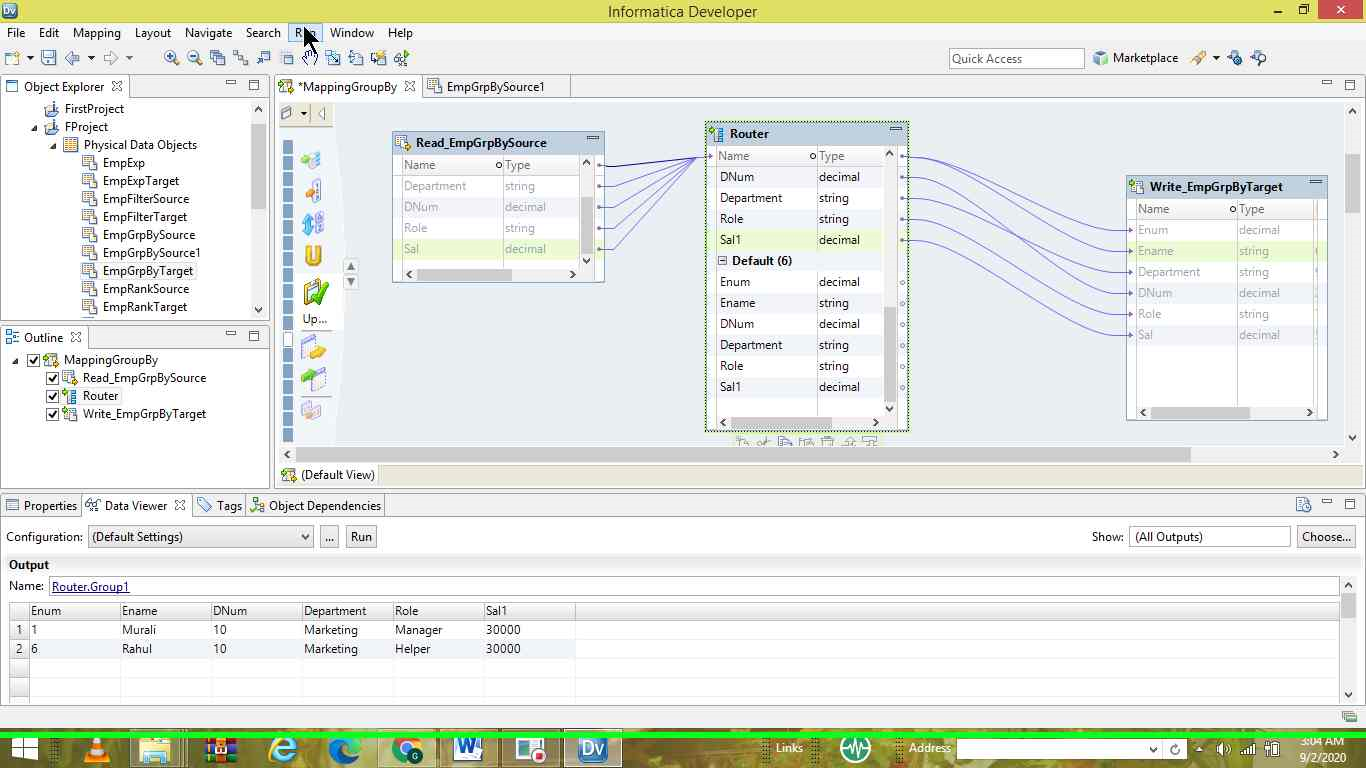 Dv
Informatica Developer
File Edit Mapping Layout Navigate Search Window Help
Quick Access
Marketplace
Object Explorer
*MappingGroupBy
EmpGrpBySource1
FirstProject
FProject
Physical Data Objects
EmpExp
EmpExpTarget
EmpFilterSource
EmpFilterTarget
EmpGrpBySource
EmpGrpBySource1
EmpGrpByTarget
EmpRankSource
EmpRankTarget
Outline
MappingGroupBy
Read_EmpGrpBySource
Router
Write_EmpGrpByTarget
Up...
Read_EmpGrpBySource
Name Type
Department string
DNum decimal
Role string
Sal decimal
Router
Name Type
DNum decimal
Department string
Role string
Sal1 decimal
Default (6)
Enum decimal
Ename string
DNum decimal
Department string
Role string
Sal1 decimal
Write_EmpGrpByTarget
Name Type
Enum decimal
Ename string
Department string
DNum decimal
Role string
Sal decimal
(Default View)
Properties Data Viewer Tags Object Dependencies
Configuration: (Default Settings) ... Run Show: (All Outputs) Choose...
Output
Name: Router.Group1
Enum Ename DNum Department Role Sal1
1 1 Murali 10 Marketing Manager 30000
2 6 Rahul 10 Marketing Helper 30000
W Dv
Links
Address
3:04 AM
9/2/2020